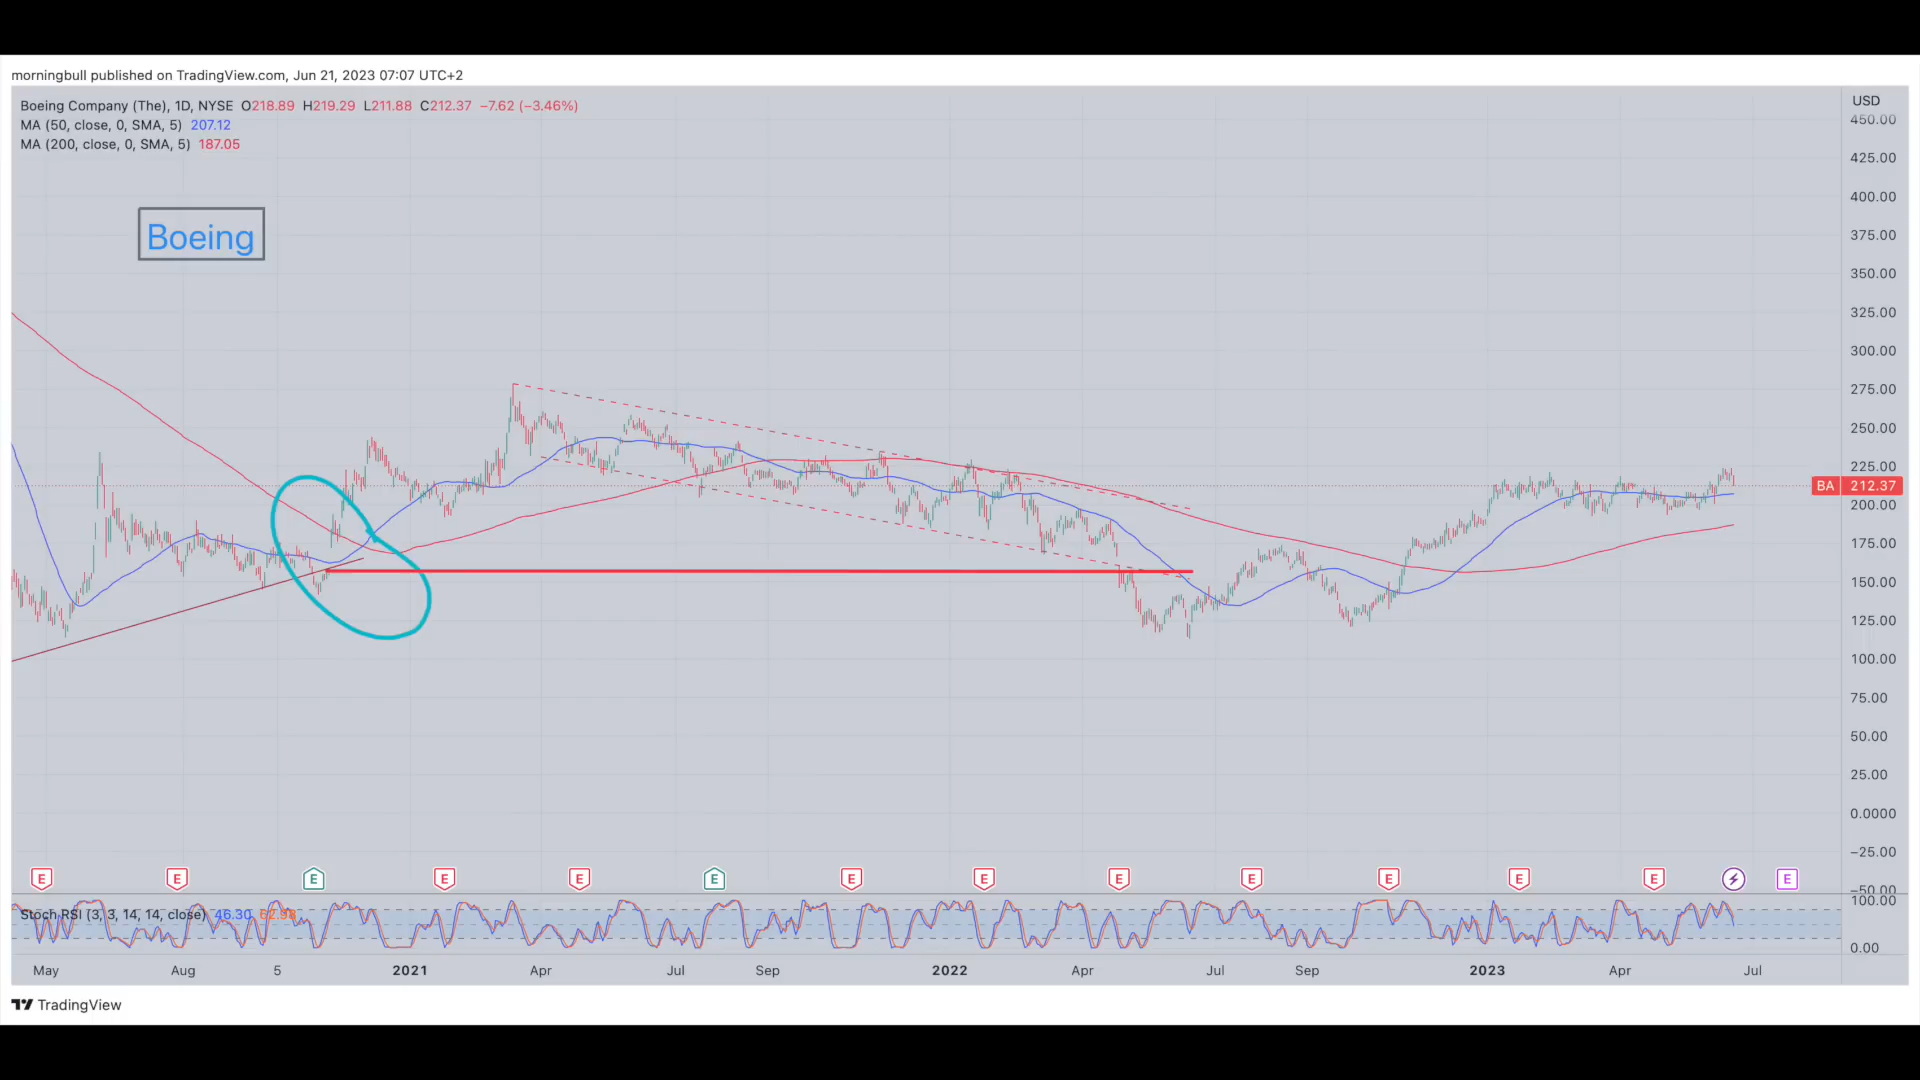 morningbull published on TradingView.com, Jun 21, 2023 07:07 UTC+2
Boeing Company (The), 1D, NYSE O218.89 H219.29 L211.88 C212.37 −7.62 (−3.46%)
MA (50, close, 0, SMA, 5) 207.12
MA (200, close, 0, SMA, 5) 187.05
Boeing
USD
450.00
425.00
400.00
375.00
350.00
325.00
300.00
275.00
250.00
225.00
BA 212.37
200.00
175.00
150.00
125.00
100.00
75.00
50.00
25.00
0.0000
−25.00
−50.00
E E E E E E E E E E E E E E
100.00
Stoch RSI (3, 3, 14, 14, close) 46.30 62.98
0.00
May Aug 5 2021 Apr Jul Sep 2022 Apr Jul Sep 2023 Apr Jul
TradingView